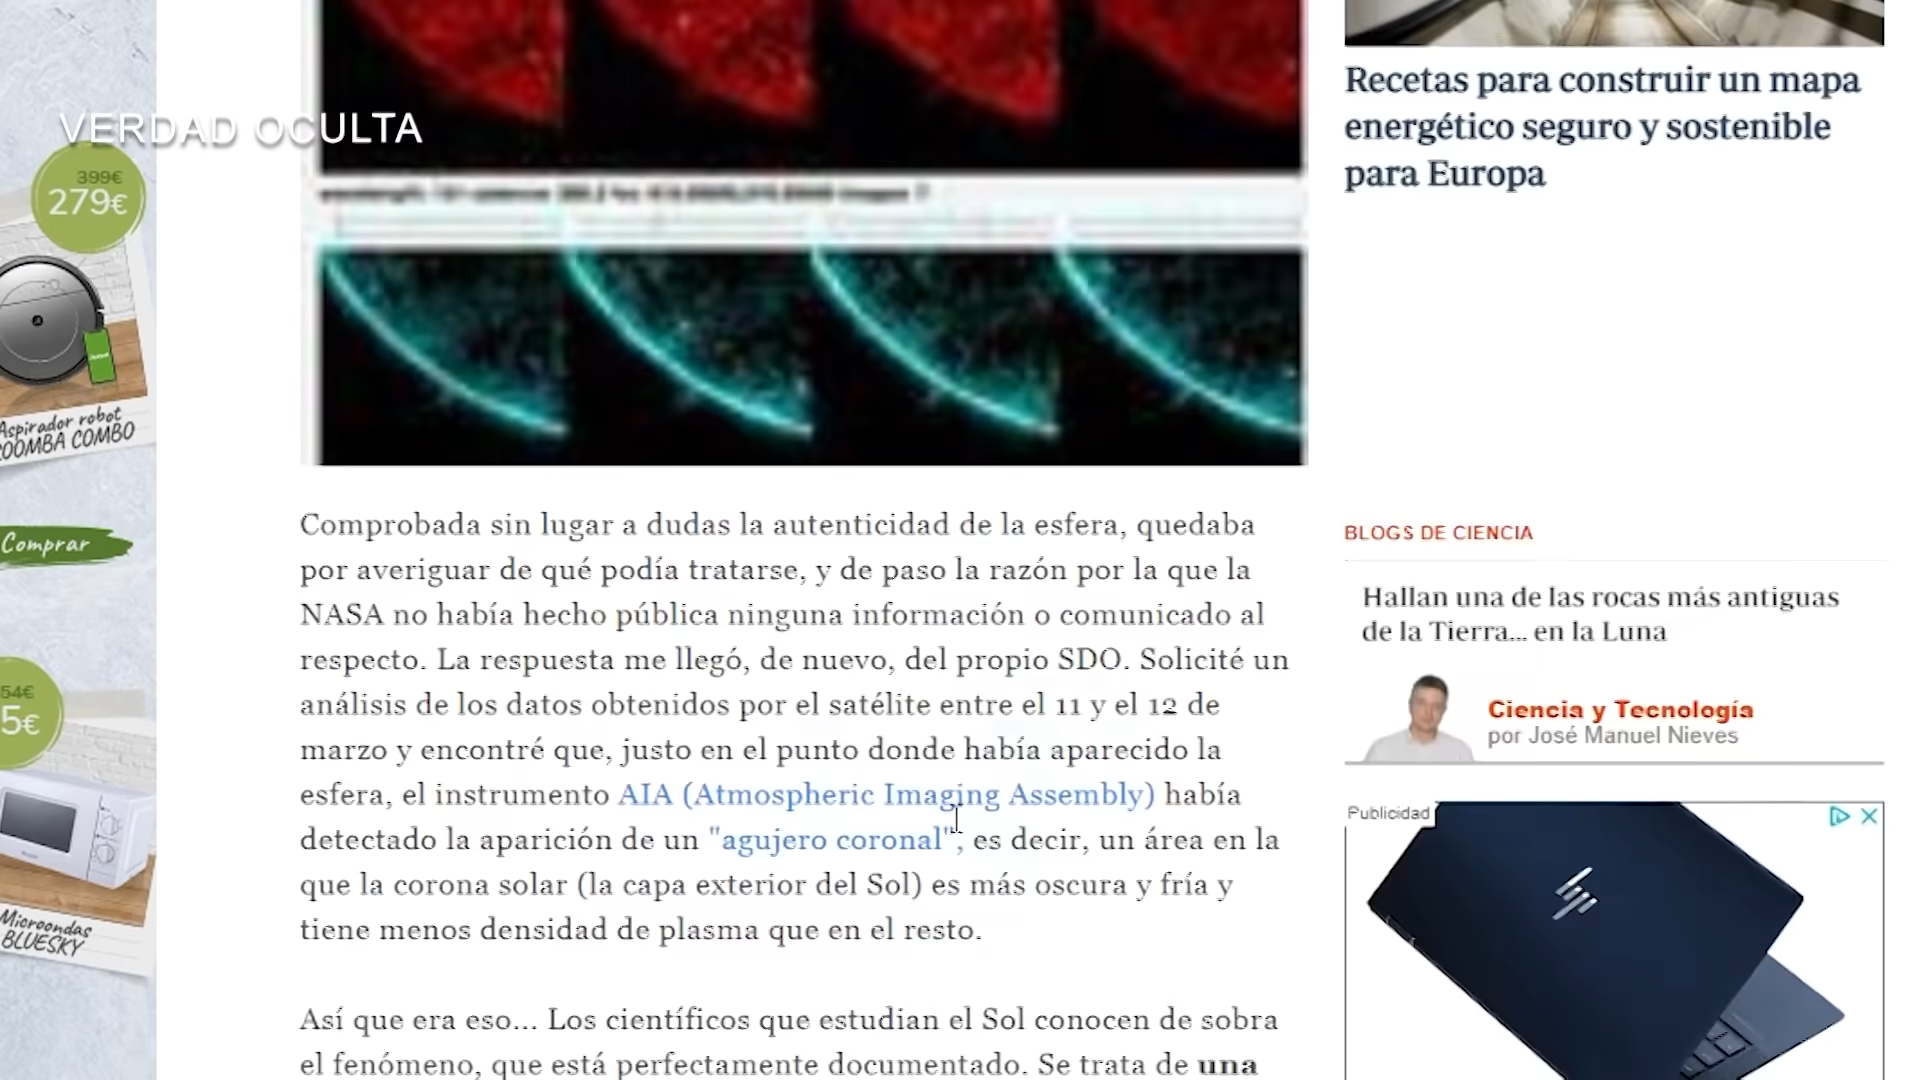 VERDAD OCULTA
399€
279€
Aspirador robot
ROOMBA COMBO
Comprar
54€
5€
Microondas
BLUESKY
Comprobada sin lugar a dudas la autenticidad de la esfera, quedaba
por averiguar de qué podía tratarse, y de paso la razón por la que la
NASA no había hecho pública ninguna información o comunicado al
respecto. La respuesta me llegó, de nuevo, del propio SDO. Solicité un
análisis de los datos obtenidos por el satélite entre el 11 y el 12 de
marzo y encontré que, justo en el punto donde había aparecido la
esfera, el instrumento AIA (Atmospheric Imaging Assembly) había
detectado la aparición de un "agujero coronal", es decir, un área en la
que la corona solar (la capa exterior del Sol) es más oscura y fría y
tiene menos densidad de plasma que en el resto.
Así que era eso... Los científicos que estudian el Sol conocen de sobra
el fenómeno, que está perfectamente documentado. Se trata de una
Recetas para construir un mapa
energético seguro y sostenible
para Europa
BLOGS DE CIENCIA
Hallan una de las rocas más antiguas
de la Tierra... en la Luna
Ciencia y Tecnología
por José Manuel Nieves
Publicidad